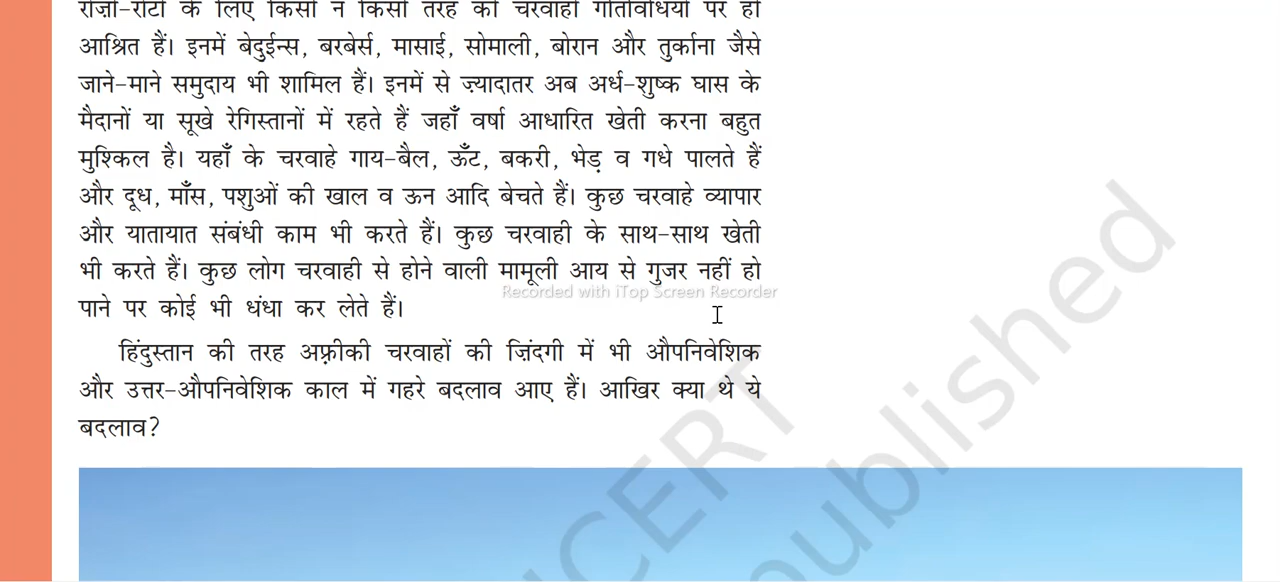 रोज़ी-रोटी के लिए किसी न किसी तरह की चरवाही गतिविधियों पर ही
आश्रित हैं। इनमें बेदुईन्स, बरबेर्स, मासाई, सोमाली, बोरान और तुर्काना जैसे
जाने-माने समुदाय भी शामिल हैं। इनमें से ज़्यादातर अब अर्ध-शुष्क घास के
मैदानों या सूखे रेगिस्तानों में रहते हैं जहाँ वर्षा आधारित खेती करना बहुत
मुश्किल है। यहाँ के चरवाहे गाय-बैल, ऊँट, बकरी, भेड़ व गधे पालते हैं
और दूध, माँस, पशुओं की खाल व ऊन आदि बेचते हैं। कुछ चरवाहे व्यापार
और यातायात संबंधी काम भी करते हैं। कुछ चरवाही के साथ-साथ खेती
भी करते हैं। कुछ लोग चरवाही से होने वाली मामूली आय से गुजर नहीं हो
Recorded with iTop Screen Recorder
पाने पर कोई भी धंधा कर लेते हैं।
हिंदुस्तान की तरह अफ़्रीकी चरवाहों की ज़िंदगी में भी औपनिवेशिक
और उत्तर-औपनिवेशिक काल में गहरे बदलाव आए हैं। आखिर क्या थे ये
बदलाव?
NCERT
published